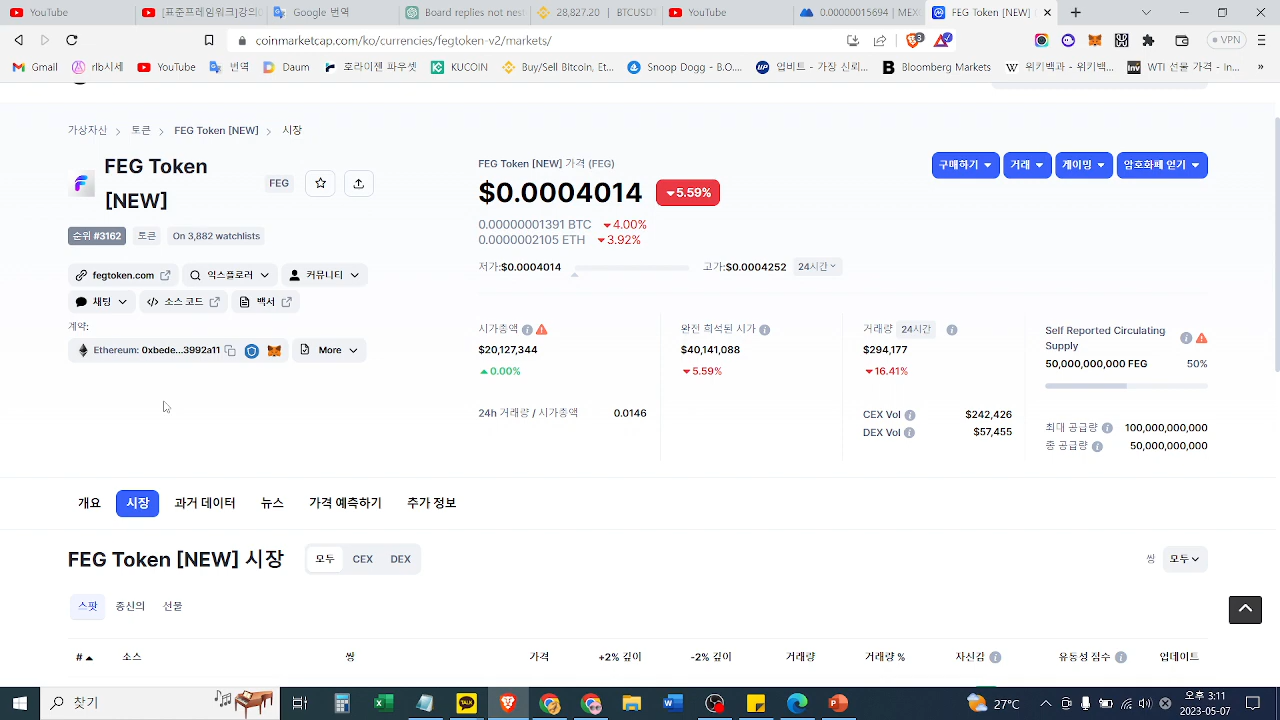 YouTube
[표준프레임워크]강의
Google 번역
Board replies not nest
28,827.20 | BTCUSDT
YouTube
0.00000015694 | MEX
FEG Token [NEW]
coinmarketcap.com/ko/currencies/fegtoken-v2/markets/
3
VPN
Gmail
rlb시세
YouTube
번역
Daum
로라이젠 파우셋
KUCOIN
Buy/Sell Bitcoin, Et...
Snoop Dogg - B.O....
업비트 - 가장 신뢰...
Bloomberg Markets
위키백과 - 위키백...
WTI 선물 가격 - In...
»
가상자산 > 토큰 > FEG Token [NEW] > 시장
FEG Token
[NEW]
FEG
순위 #3162
토큰
On 3,882 watchlists
fegtoken.com
익스플로러
커뮤니티
채팅
소스 코드
백서
계약:
Ethereum: 0xbede...3992a11
More
FEG Token [NEW] 가격 (FEG)
$0.0004014
5.59%
0.00000001391 BTC 4.00%
0.0000002105 ETH 3.92%
저가:$0.0004014
고가:$0.0004252
24시간
구매하기
거래
게이밍
암호화폐 얻기
시가총액
$20,127,344
0.00%
24h 거래량 / 시가총액 0.0146
완전 희석된 시가
$40,141,088
5.59%
거래량 24시간
$294,177
16.41%
CEX Vol $242,426
DEX Vol $57,455
Self Reported Circulating
Supply
50,000,000,000 FEG 50%
최대 공급량 100,000,000,000
총 공급량 50,000,000,000
개요
시장
과거 데이터
뉴스
가격 예측하기
추가 정보
FEG Token [NEW] 시장
모두
CEX
DEX
쌍
모두
스팟
종신의
선물
#
소스
쌍
가격
+2% 깊이
-2% 깊이
거래량
거래량 %
자신감
유동성 점수
업데이트
찾기
TALK
27°C
오후 3:11
2023-05-07